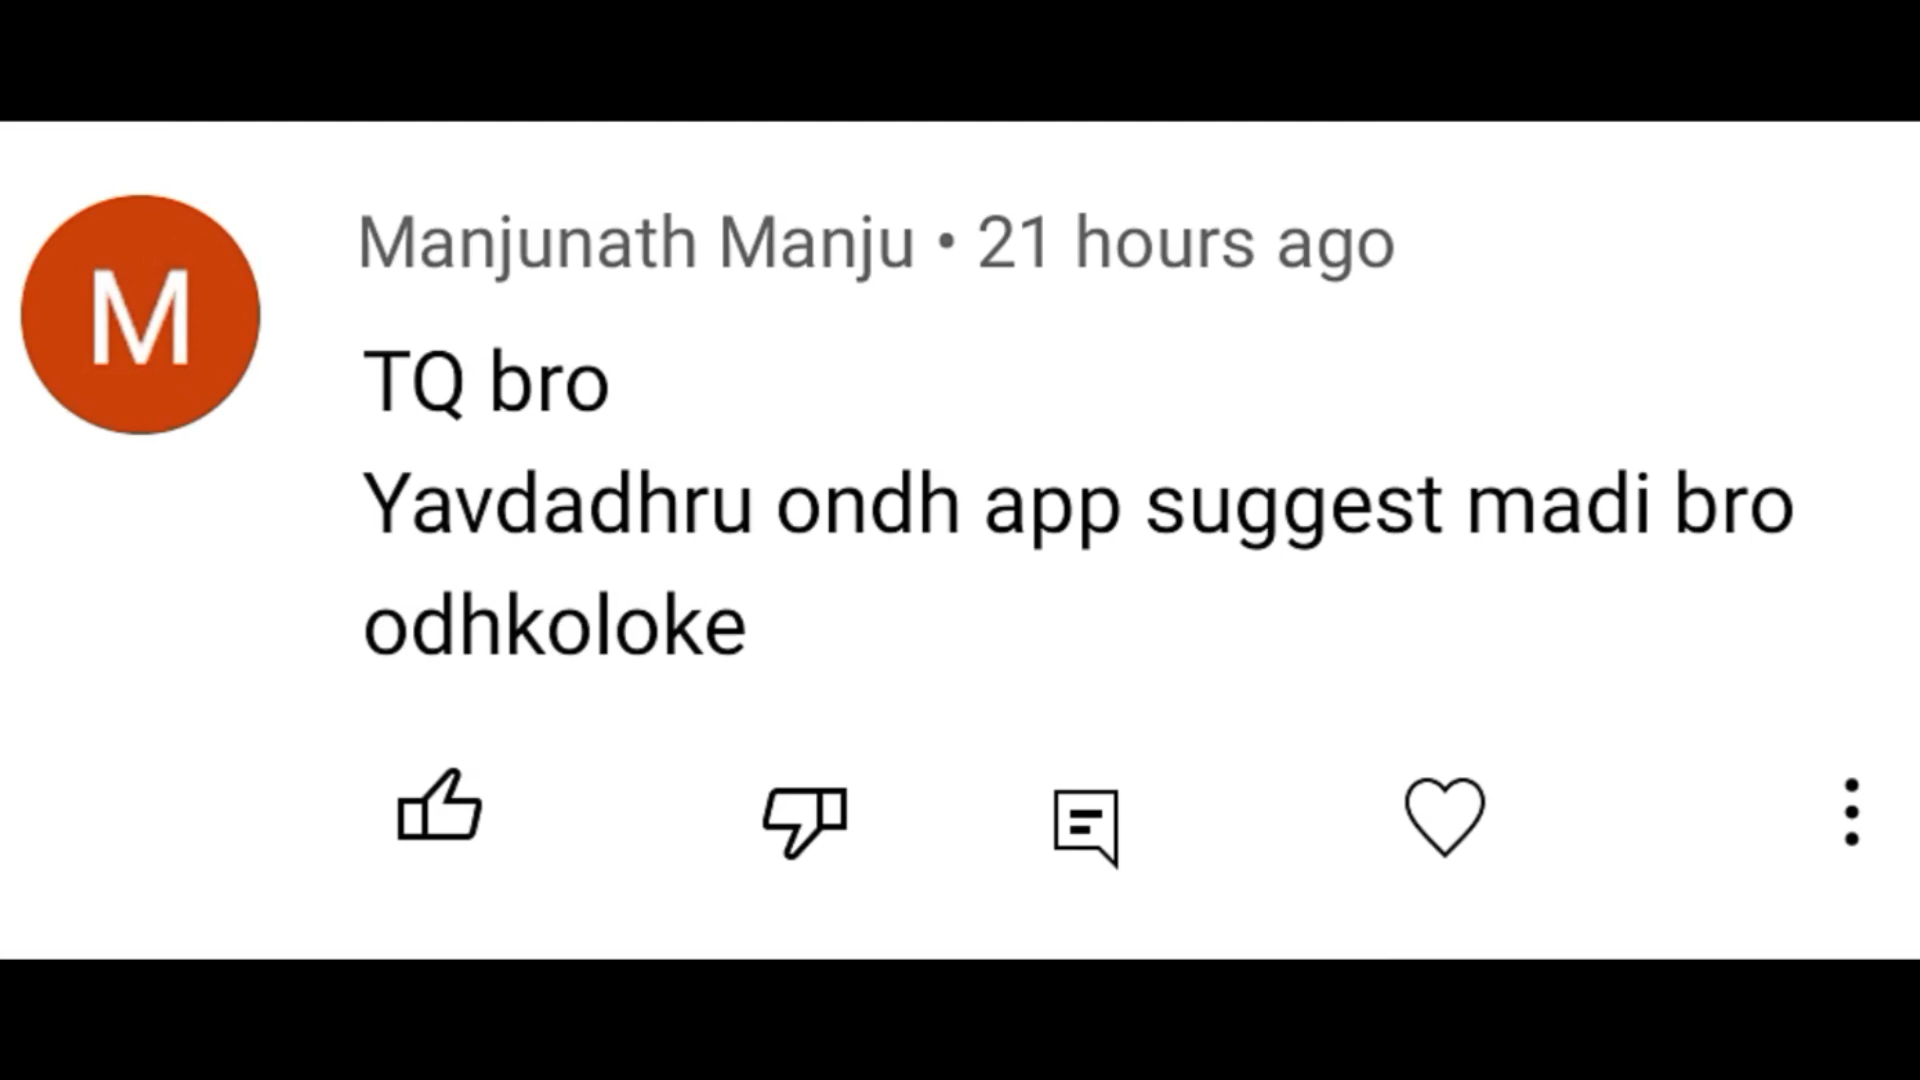 M
Manjunath Manju • 21 hours ago
TQ bro
Yavdadhru ondh app suggest madi bro
odhkoloke